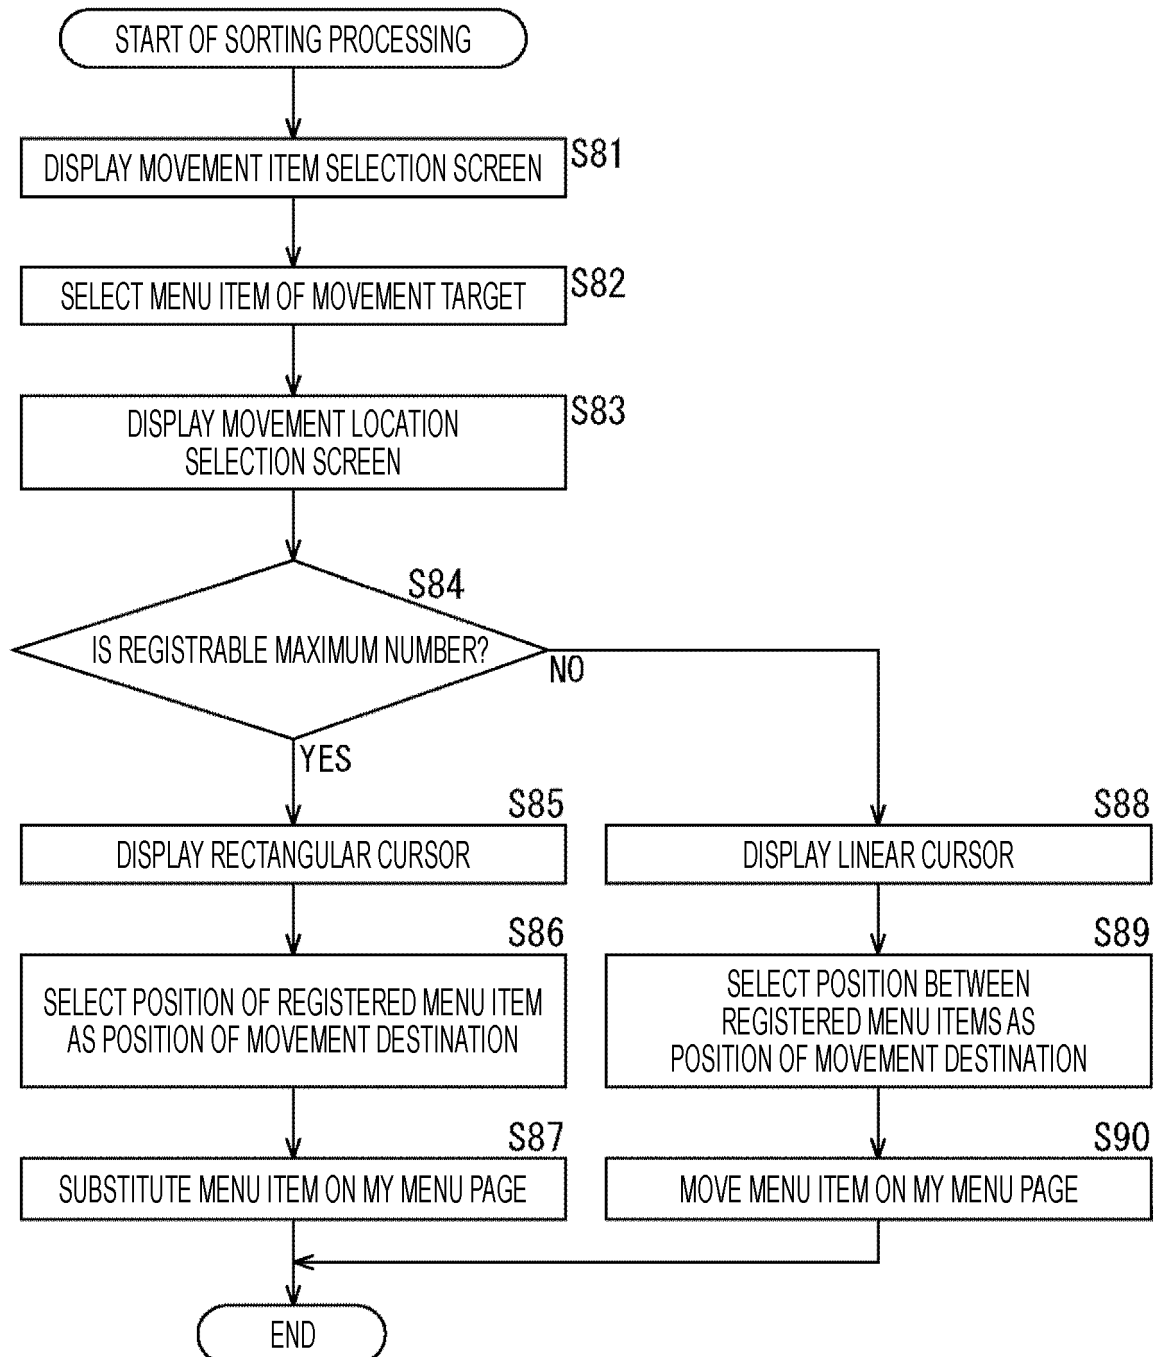 START OF SORTING PROCESSING
S81
DISPLAY MOVEMENT ITEM SELECTION SCREEN
S82
SELECT MENU ITEM OF MOVEMENT TARGET
S83
DISPLAY MOVEMENT LOCATION
SELECTION SCREEN
S84
IS REGISTRABLE MAXIMUM NUMBER?
NO
YES
S85
DISPLAY RECTANGULAR CURSOR
S86
SELECT POSITION OF REGISTERED MENU ITEM
AS POSITION OF MOVEMENT DESTINATION
S87
SUBSTITUTE MENU ITEM ON MY MENU PAGE
S88
DISPLAY LINEAR CURSOR
S89
SELECT POSITION BETWEEN
REGISTERED MENU ITEMS AS
POSITION OF MOVEMENT DESTINATION
S90
MOVE MENU ITEM ON MY MENU PAGE
END